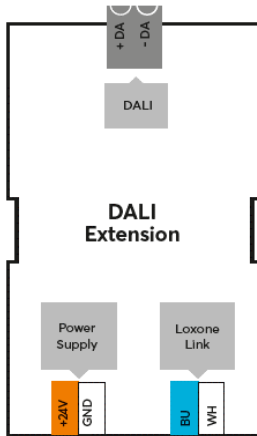 + DA
- DA
DALI
DALI
Extension
Power
Supply
Loxone
Link
+24V
GND
BU
WH